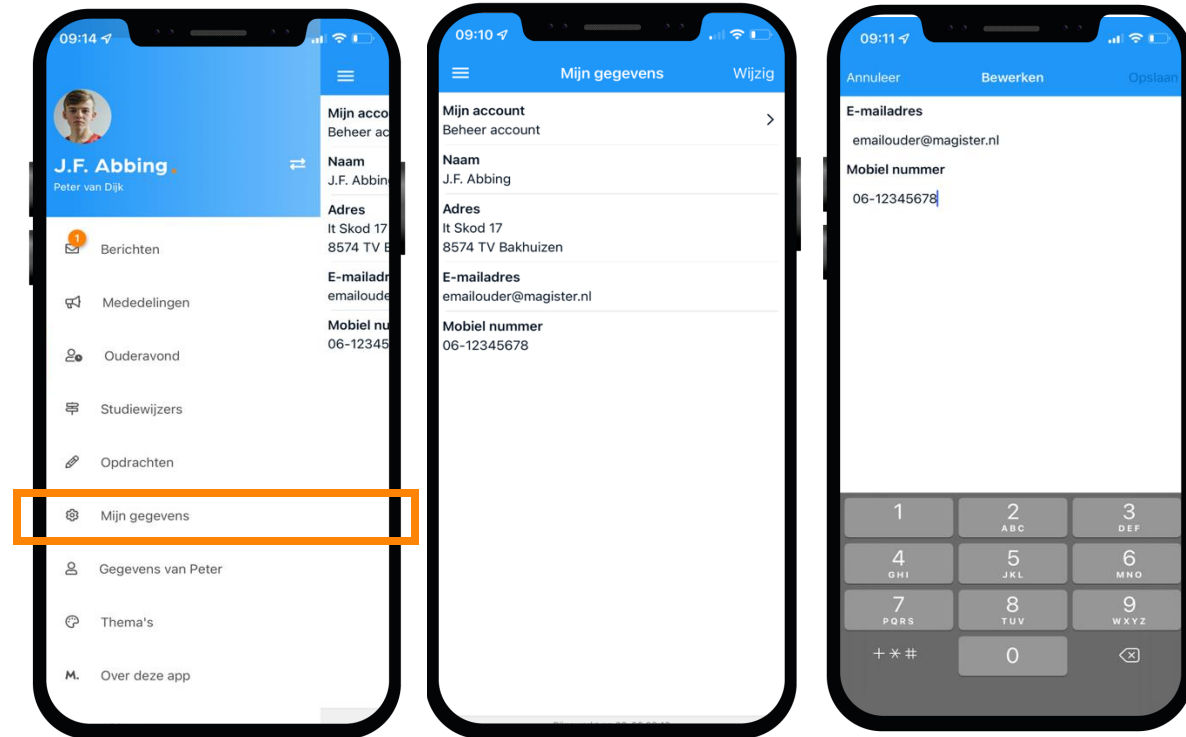 09:14
J.F. Abbing.
Peter van Dijk
1
Berichten
Mededelingen
Ouderavond
Studiewijzers
Opdrachten
Mijn gegevens
Gegevens van Peter
Thema's
M. Over deze app
Mijn acco
Beheer ac
Naam
J.F. Abbin
Adres
It Skod 17
8574 TV B
E-mailadr
emailoude
Mobiel nu
06-12345
09:10
Mijn gegevens
Wijzig
Mijn account
Beheer account
Naam
J.F. Abbing
Adres
It Skod 17
8574 TV Bakhuizen
E-mailadres
emailouder@magister.nl
Mobiel nummer
06-12345678
09:11
Annuleer
Bewerken
Opslaan
E-mailadres
emailouder@magister.nl
Mobiel nummer
06-12345678
1
2
ABC
3
DEF
4
GHI
5
JKL
6
MNO
7
PQRS
8
TUV
9
WXYZ
+*#
0